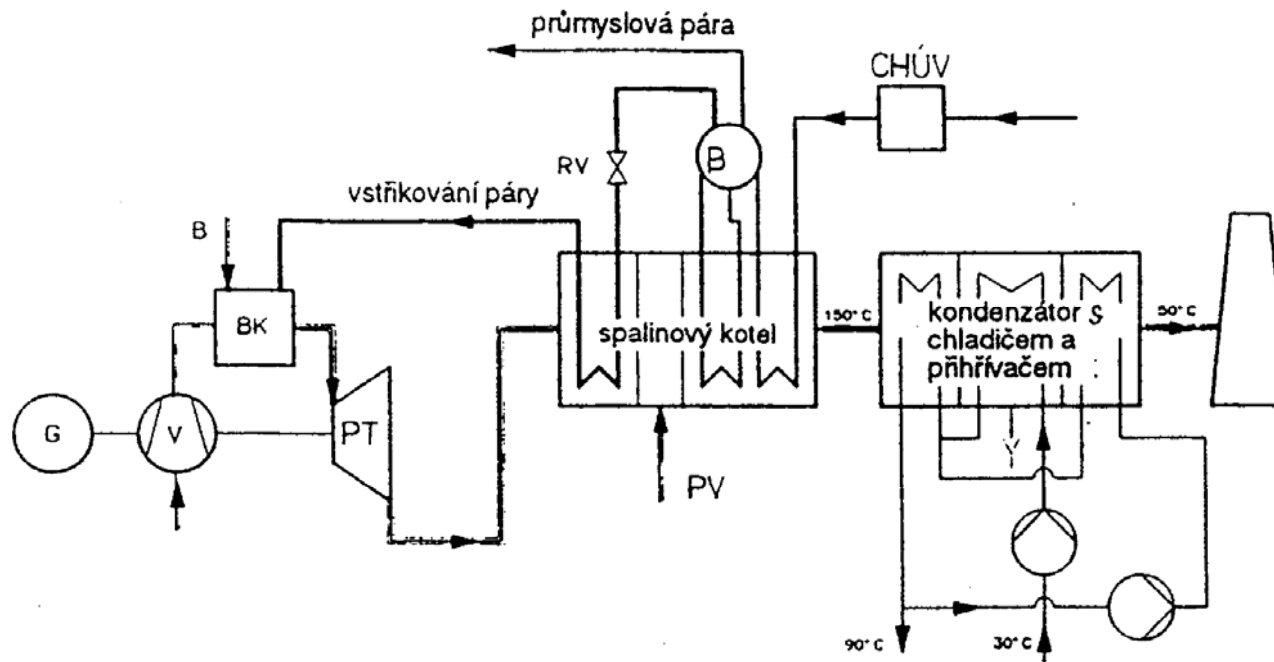 průmyslová pára
CHÚV
RV
B
vstřikování páry
B
BK
spalinový kotel
150°C
kondenzátor s
chladičem a
přihřívačem
50°C
G
V
PT
PV
90°C
30°C